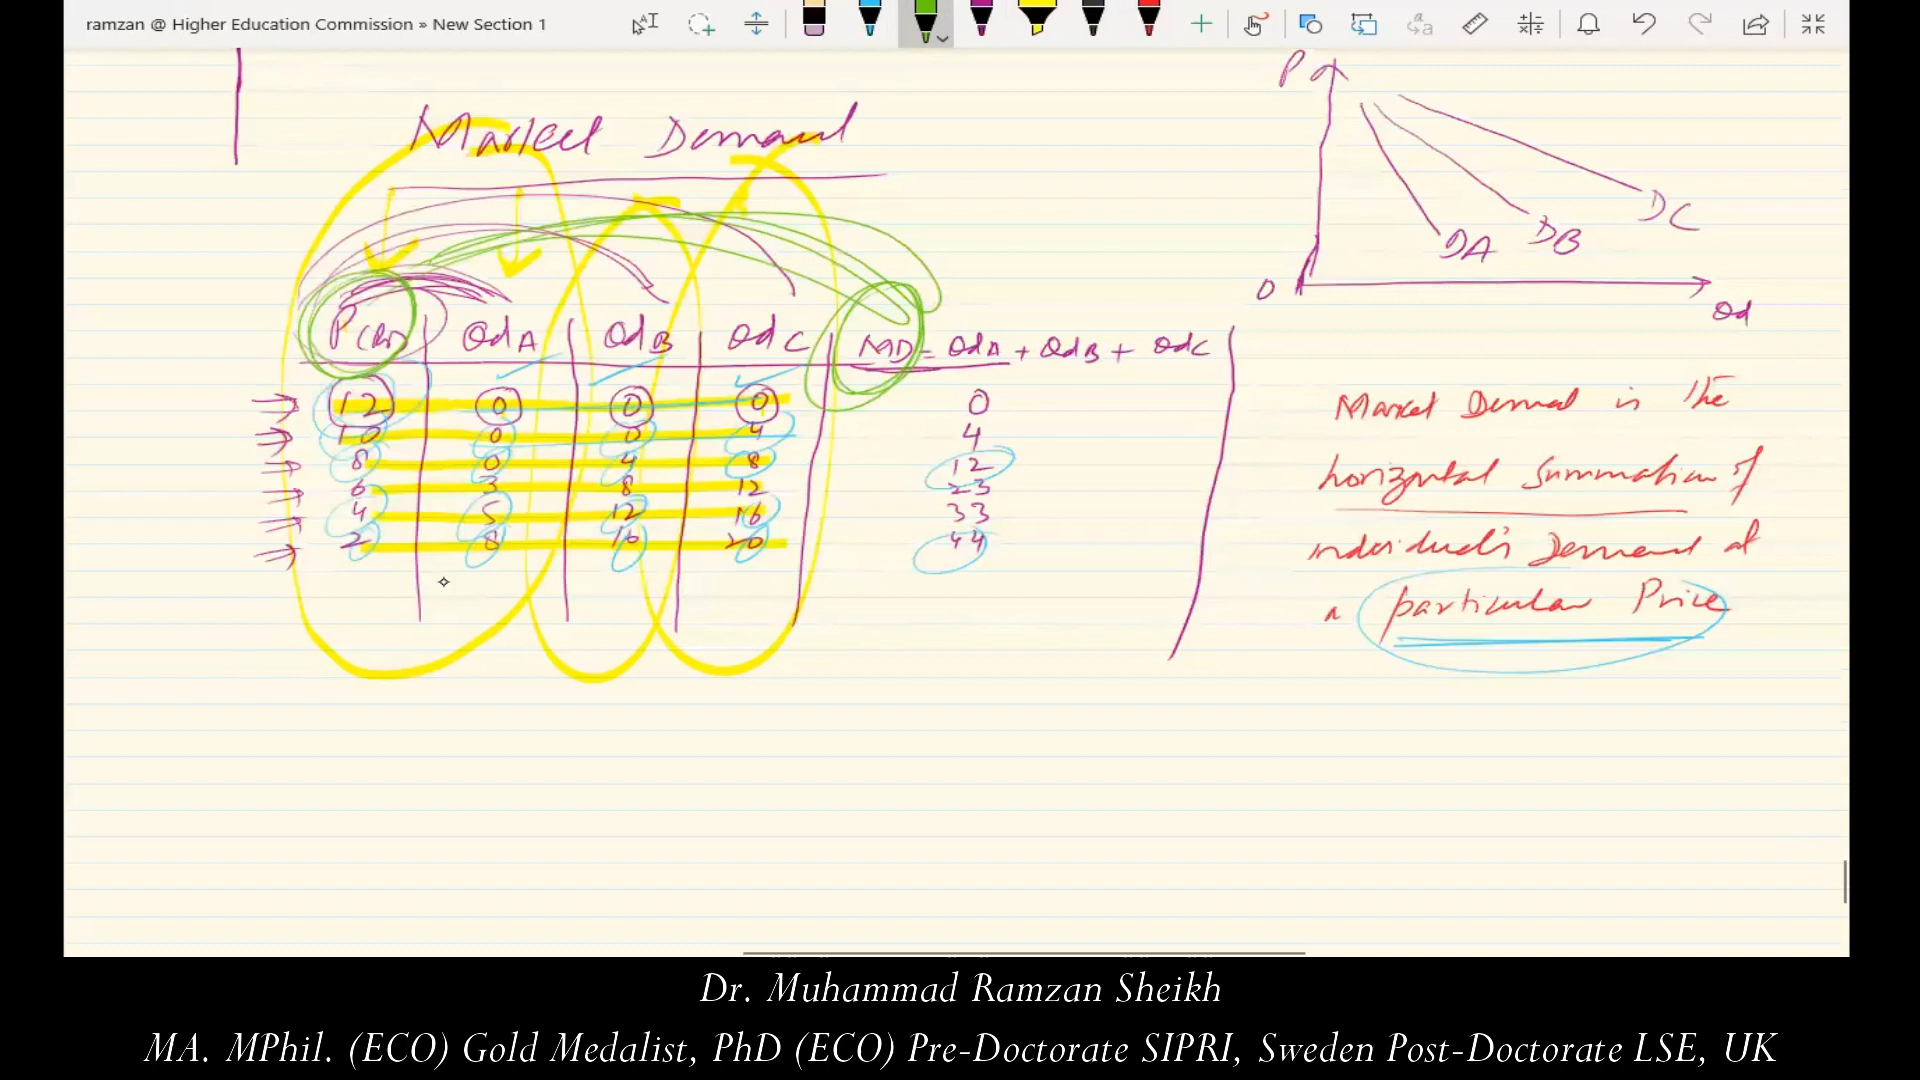 ramzan @ Higher Education Commission » New Section 1
Market Demand
P(Rs) QdA QdB QdC MD = QdA + QdB + QdC
12 0 0 0 0
10 0 0 4 4
8 0 4 8 12
6 3 8 12 23
4 5 12 16 33
2 8 16 20 44
P
DA DB DC
0
Qd
Market Demand is the
horizontal summation of
individual's Demand at
a particular Price
Dr. Muhammad Ramzan Sheikh
MA. MPhil. (ECO) Gold Medalist, PhD (ECO) Pre-Doctorate SIPRI, Sweden Post-Doctorate LSE, UK